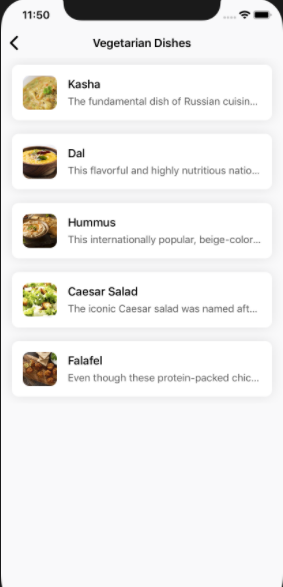 11:50
Vegetarian Dishes
Kasha
The fundamental dish of Russian cuisin...
Dal
This flavorful and highly nutritious natio...
Hummus
This internationally popular, beige-color...
Caesar Salad
The iconic Caesar salad was named aft...
Falafel
Even though these protein-packed chic...